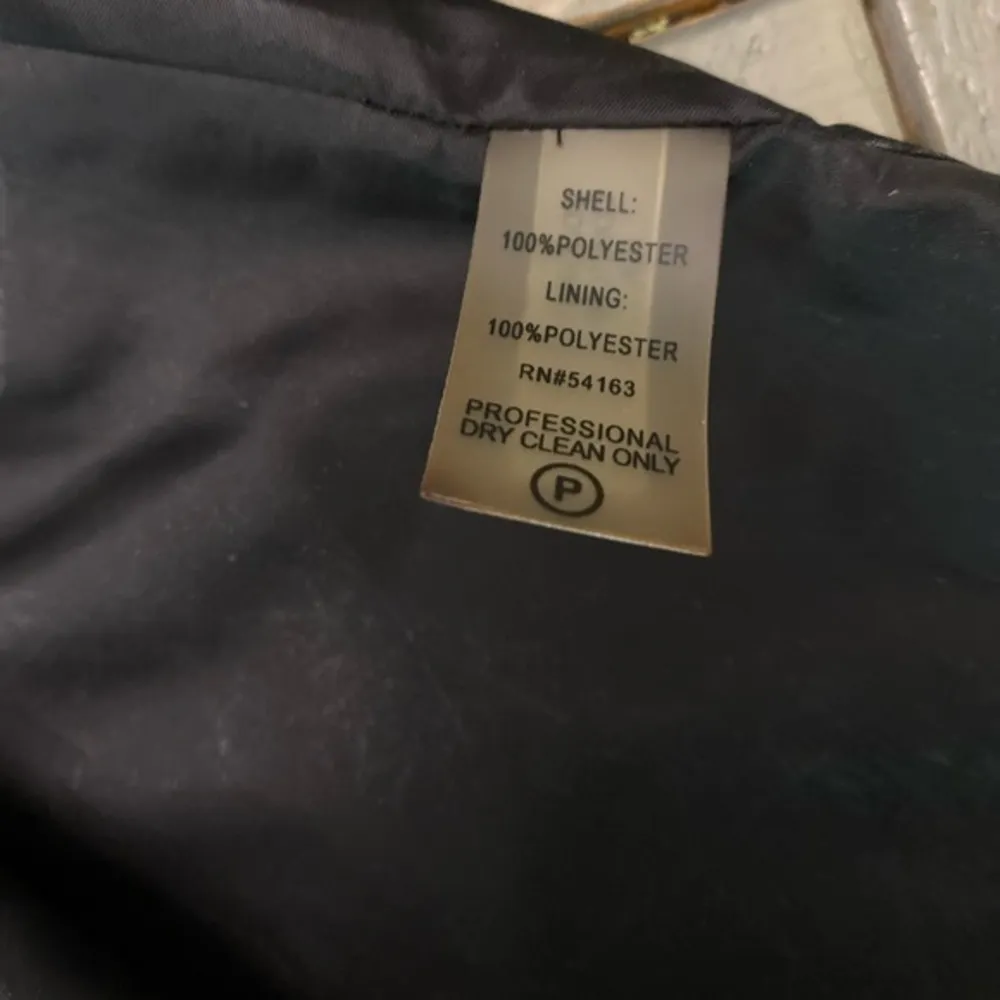 SHELL:
100%POLYESTER
LINING:
100%POLYESTER
RN#54163
PROFESSIONAL
DRY CLEAN ONLY
P